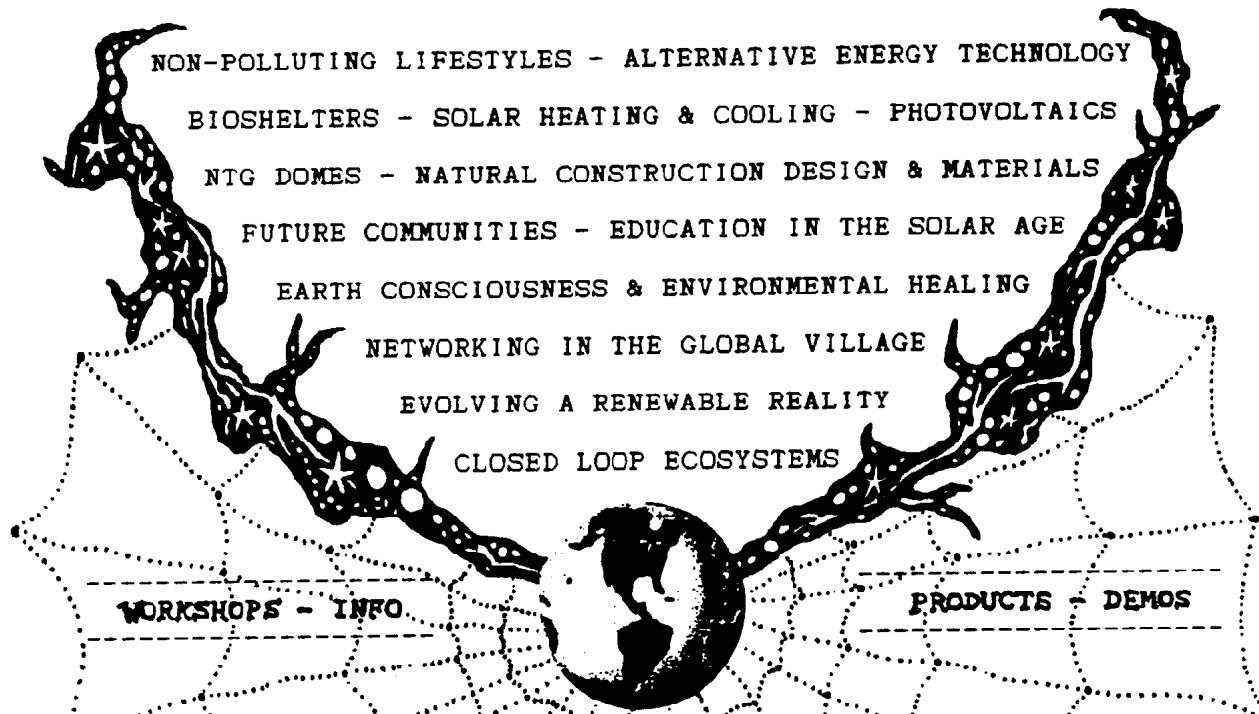 NON-POLLUTING LIFESTYLES - ALTERNATIVE ENERGY TECHNOLOGY
BIOSHELTERS - SOLAR HEATING & COOLING - PHOTOVOLTAICS
NTG DOMES - NATURAL CONSTRUCTION DESIGN & MATERIALS
FUTURE COMMUNITIES - EDUCATION IN THE SOLAR AGE
EARTH CONSCIOUSNESS & ENVIRONMENTAL HEALING
NETWORKING IN THE GLOBAL VILLAGE
EVOLVING A RENEWABLE REALITY
CLOSED LOOP ECOSYSTEMS
WORKSHOPS - INFO
PRODUCTS - DEMOS